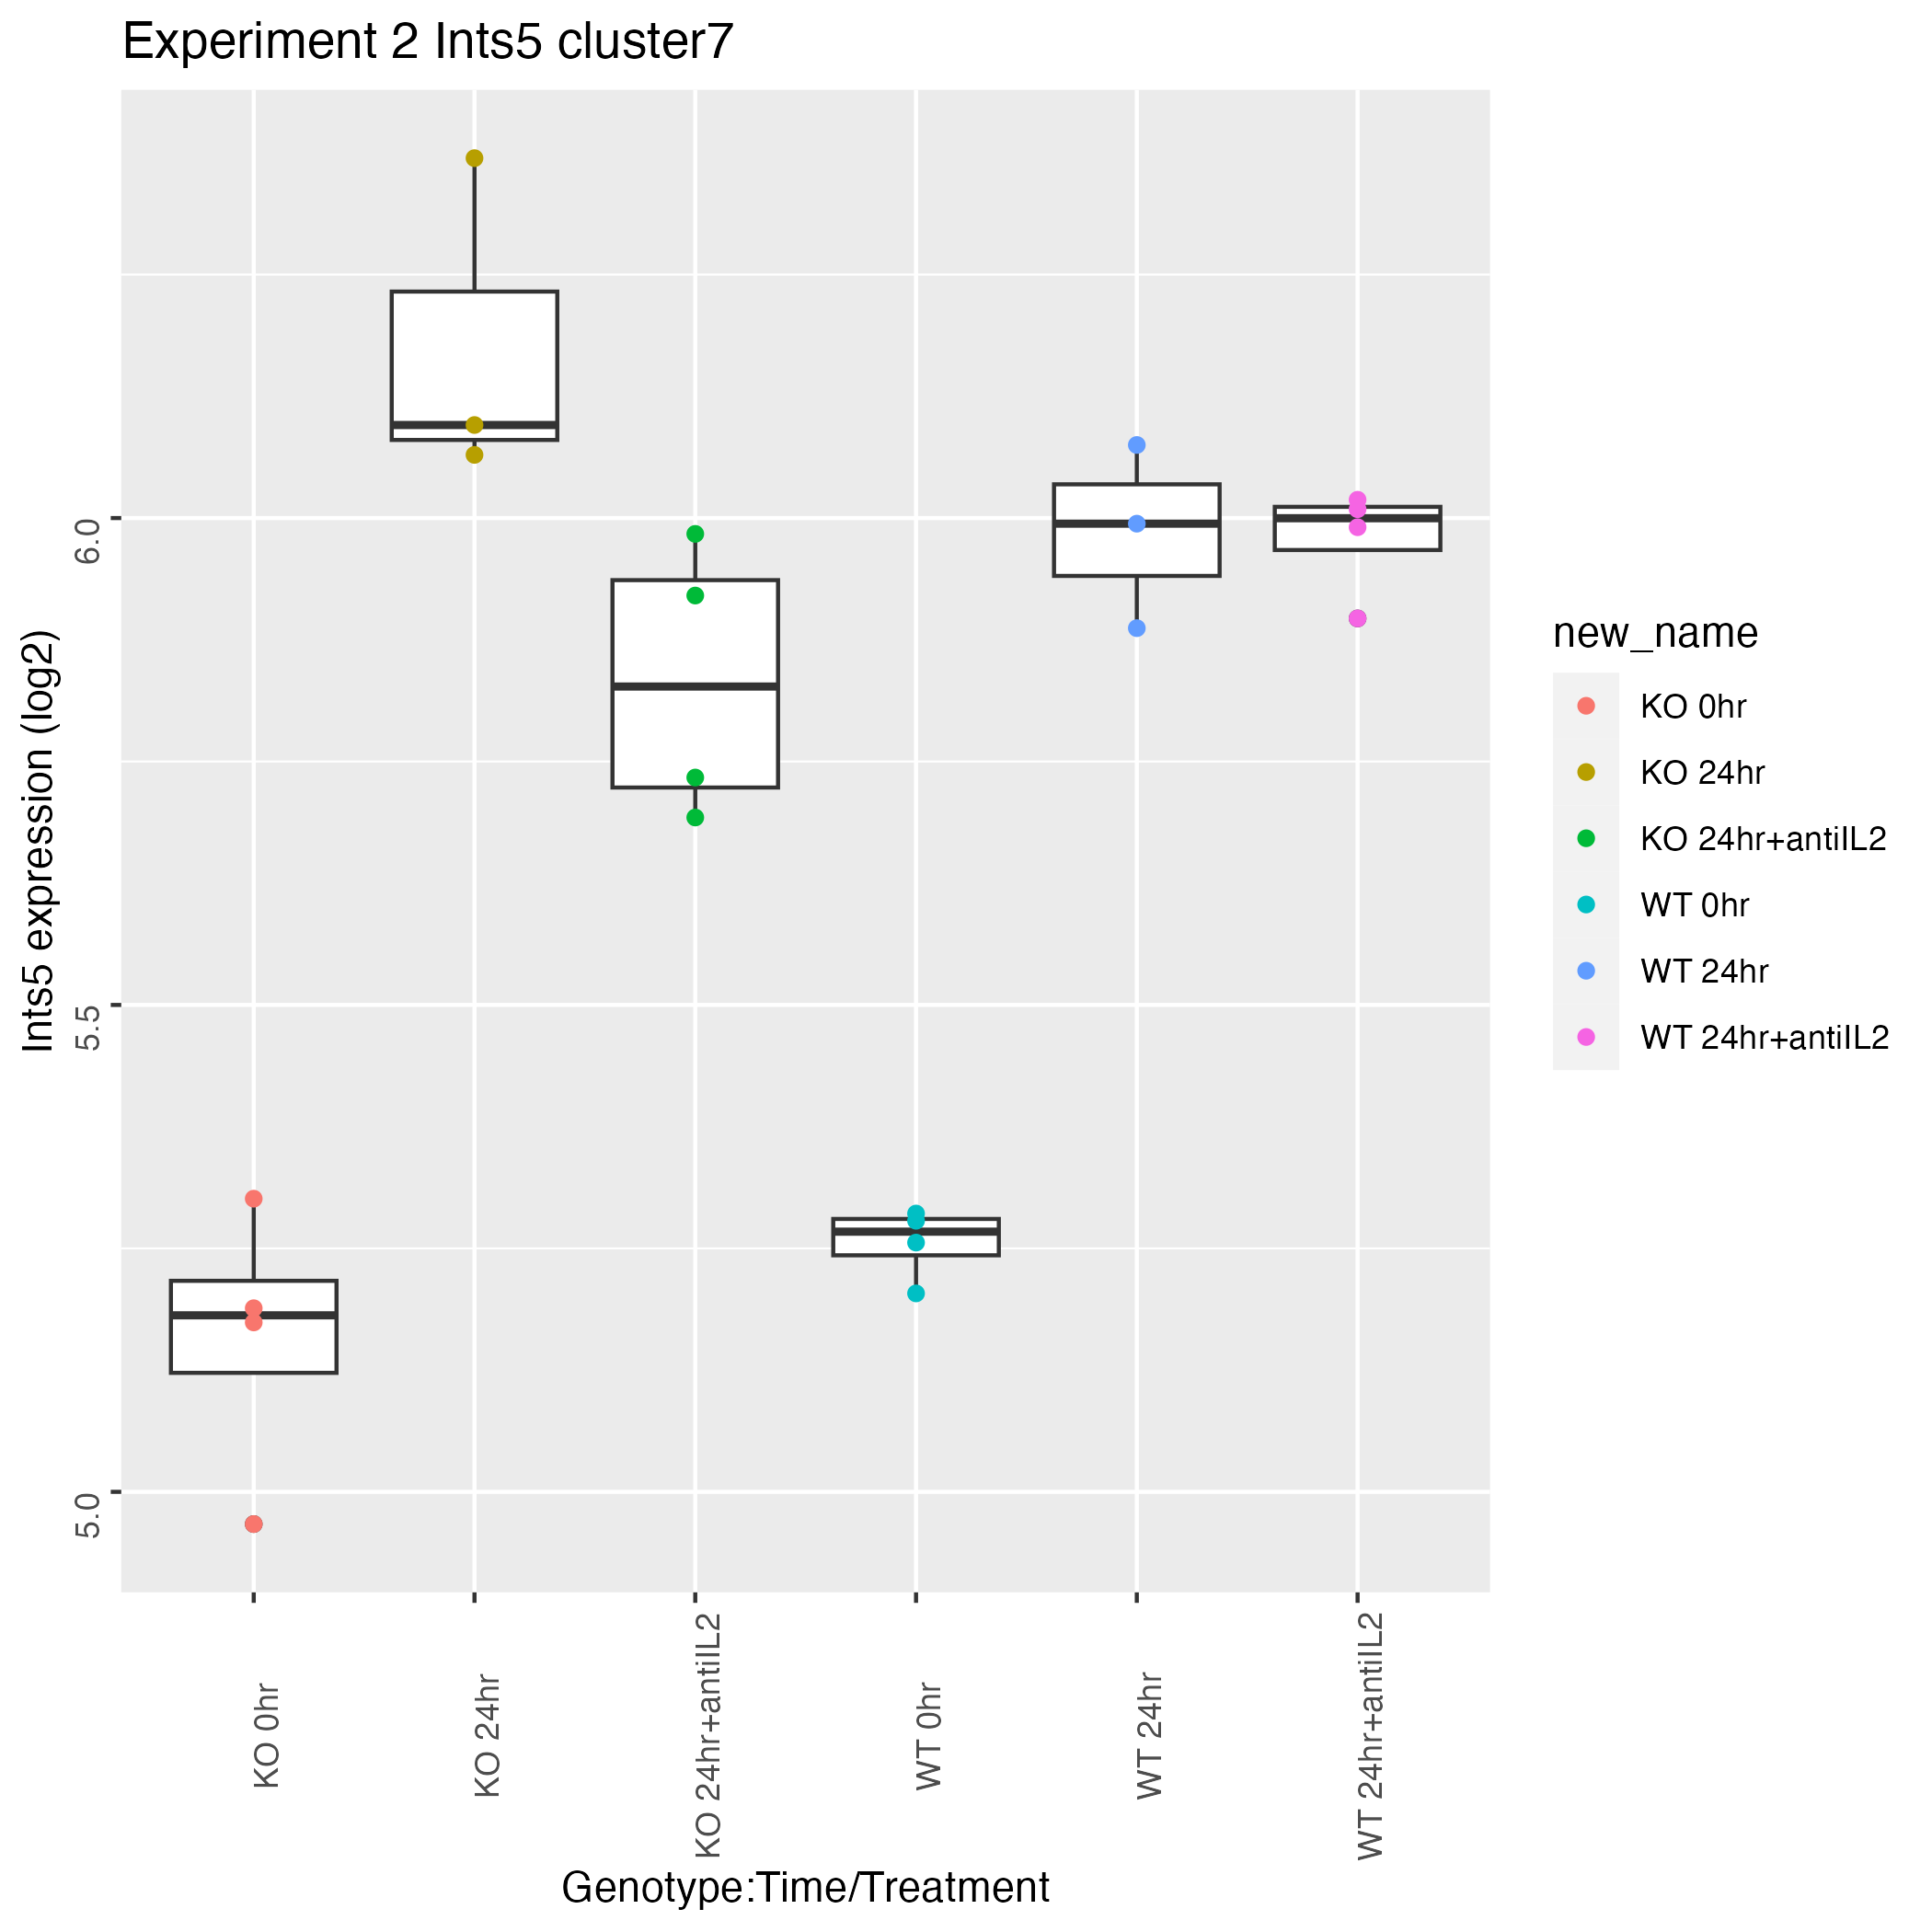 Experiment 2 Ints5 cluster7
Ints5 expression (log2)
6.0
5.5
5.0
KO 0hr
KO 24hr
KO 24hr+antiIL2
WT 0hr
WT 24hr
WT 24hr+antiIL2
Genotype:Time/Treatment
new_name
KO 0hr
KO 24hr
KO 24hr+antiIL2
WT 0hr
WT 24hr
WT 24hr+antiIL2